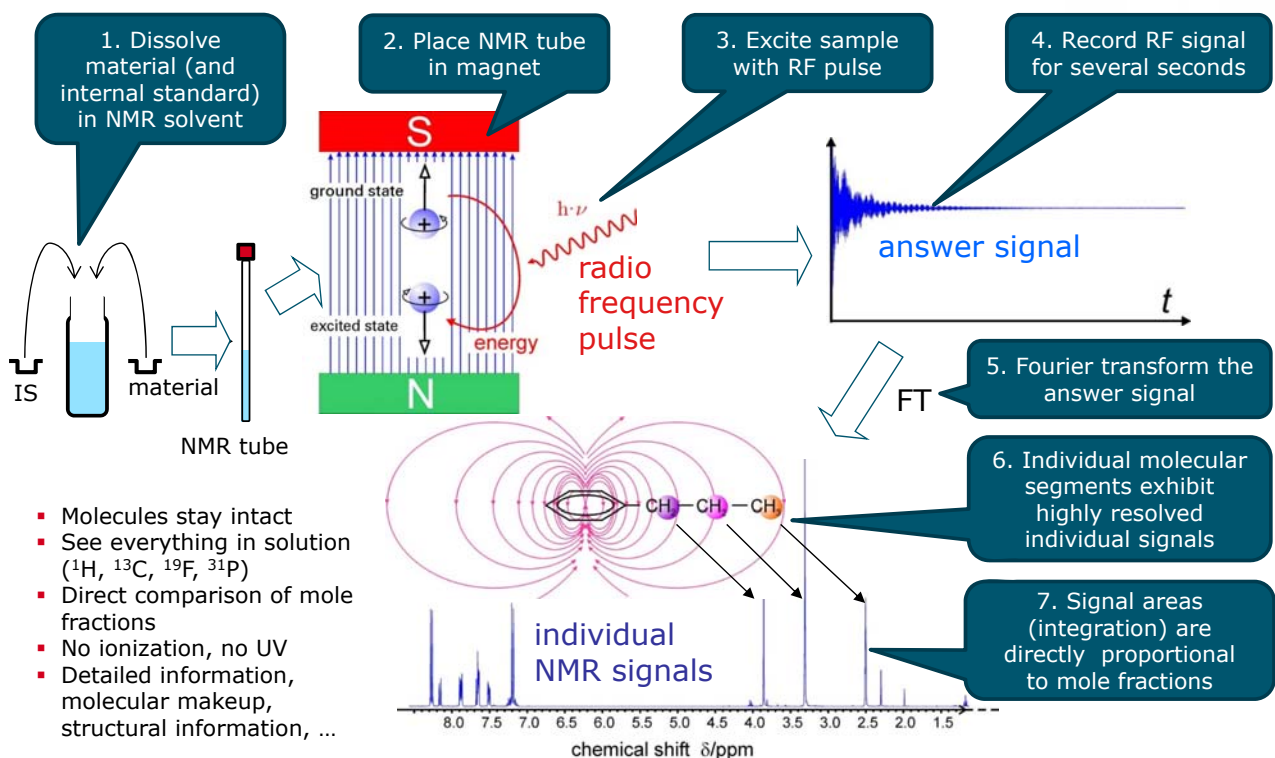 1. Dissolve
material (and
internal standard)
in NMR solvent
2. Place NMR tube
in magnet
3. Excite sample
with RF pulse
4. Record RF signal
for several seconds
S
ground state
+
+
excited state
energy
N
h·ν
radio
frequency
pulse
answer signal
t
IS
material
NMR tube
FT
5. Fourier transform the
answer signal
6. Individual molecular
segments exhibit
highly resolved
individual signals
7. Signal areas
(integration) are
directly proportional
to mole fractions
▪ Molecules stay intact
▪ See everything in solution
(¹H, ¹³C, ¹⁹F, ³¹P)
▪ Direct comparison of mole
fractions
▪ No ionization, no UV
▪ Detailed information,
molecular makeup,
structural information, …
CH₂ CH₂ CH₃
individual
NMR signals
8.0 7.5 7.0 6.5 6.0 5.5 5.0 4.5 4.0 3.5 3.0 2.5 2.0 1.5
chemical shift δ/ppm